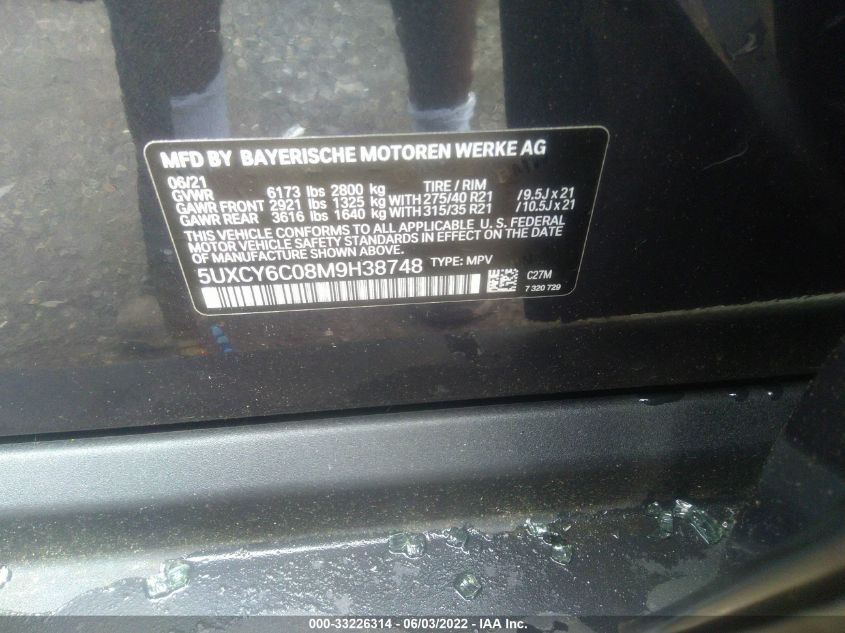 MFD BY BAYERISCHE MOTOREN WERKE AG
06/21 TIRE / RIM
GVWR 6173 lbs 2800 kg
GAWR FRONT 2921 lbs 1325 kg WITH 275/40 R21 /9.5J x 21
GAWR REAR 3616 lbs 1640 kg WITH 315/35 R21 /10.5J x 21
THIS VEHICLE CONFORMS TO ALL APPLICABLE U. S. FEDERAL
MOTOR VEHICLE SAFETY STANDARDS IN EFFECT ON THE DATE
OF MANUFACTURE SHOWN ABOVE.
5UXCY6C08M9H38748 TYPE: MPV
C27M
7 320 729
000-33226314 - 06/03/2022 - © IAA Inc.